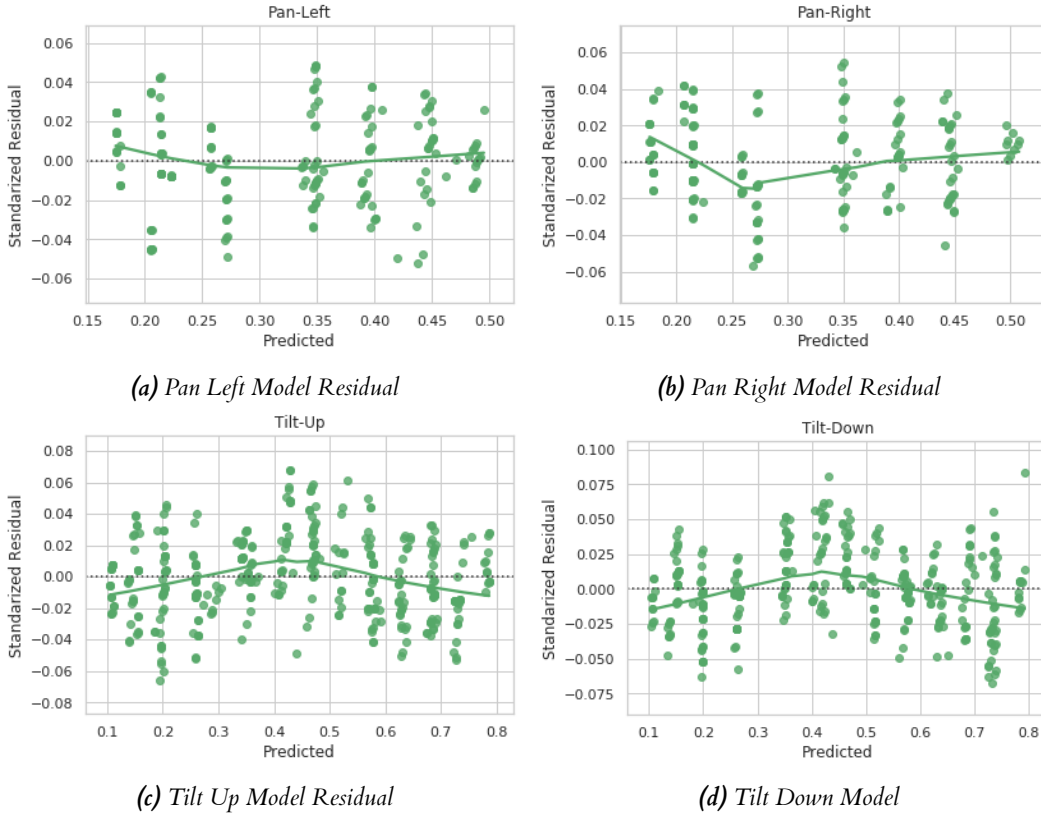 Pan-Left
Standarized Residual
0.06
0.04
0.02
0.00
−0.02
−0.04
−0.06
0.15 0.20 0.25 0.30 0.35 0.40 0.45 0.50
Predicted
(a) Pan Left Model Residual
Pan-Right
Standarized Residual
0.06
0.04
0.02
0.00
−0.02
−0.04
−0.06
0.15 0.20 0.25 0.30 0.35 0.40 0.45 0.50
Predicted
(b) Pan Right Model Residual
Tilt-Up
Standarized Residual
0.08
0.06
0.04
0.02
0.00
−0.02
−0.04
−0.06
−0.08
0.1 0.2 0.3 0.4 0.5 0.6 0.7 0.8
Predicted
(c) Tilt Up Model Residual
Tilt-Down
Standarized Residual
0.100
0.075
0.050
0.025
0.000
−0.025
−0.050
−0.075
0.1 0.2 0.3 0.4 0.5 0.6 0.7 0.8
Predicted
(d) Tilt Down Model